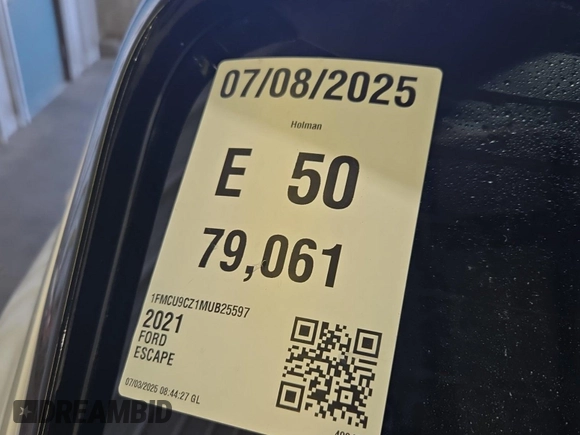 07/08/2025
Holman
E 50
79,061
1FMCU9CZ1MUB25597
2021
FORD
ESCAPE
07/03/2025 08:44:27 GL
DREAMBID